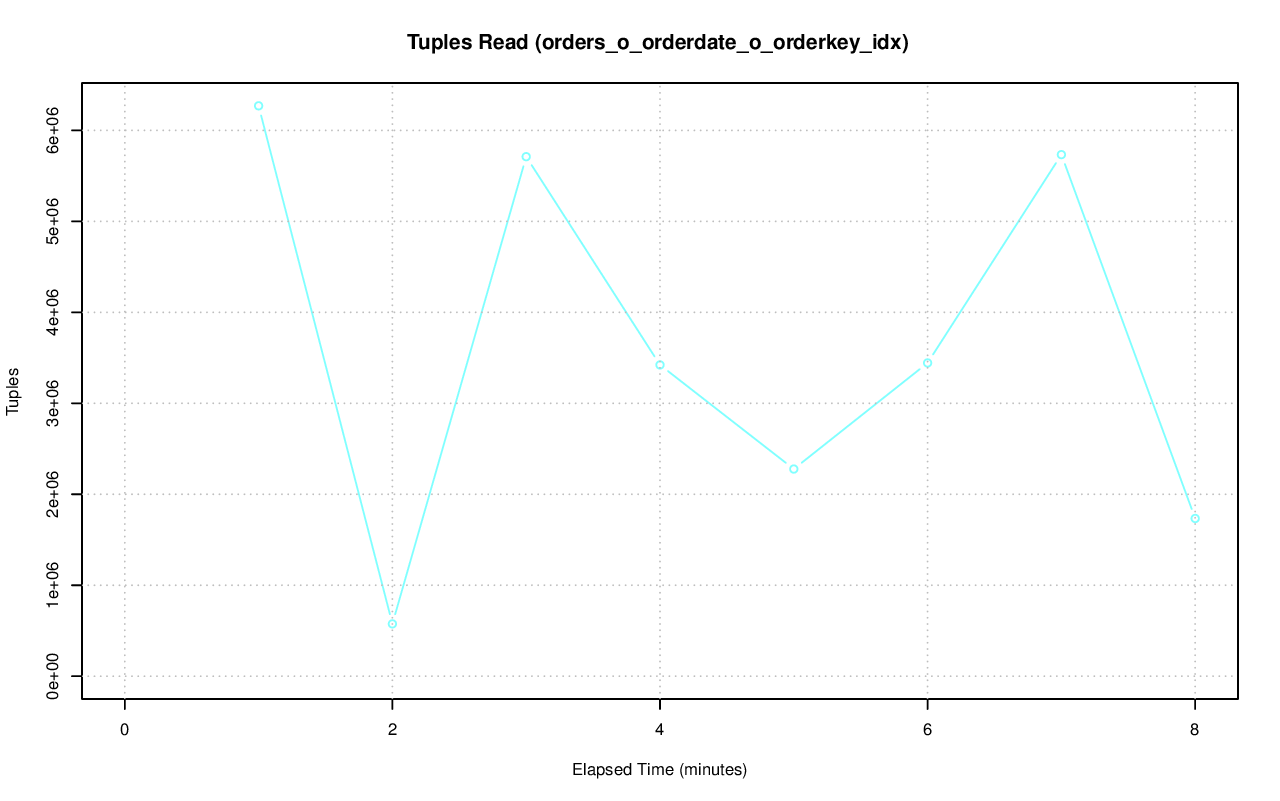 Tuples Read (orders_o_orderdate_o_orderkey_idx)
6e+06
5e+06
4e+06
3e+06
2e+06
1e+06
0e+00
Tuples
0 2 4 6 8
Elapsed Time (minutes)